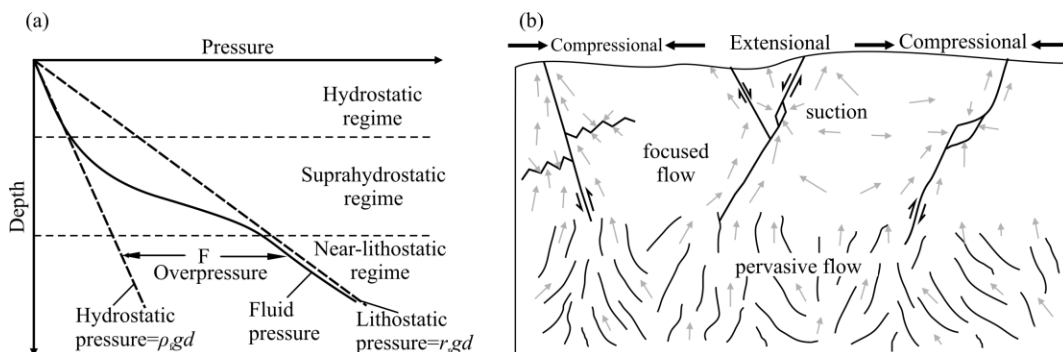 (a)
Pressure
Depth
Hydrostatic
regime
Suprahydrostatic
regime
F
Overpressure
Near-lithostatic
regime
Hydrostatic
pressure=ρfgd
Fluid
pressure
Lithostatic
pressure=rrgd
(b)
Compressional
Extensional
Compressional
focused
flow
suction
pervasive flow